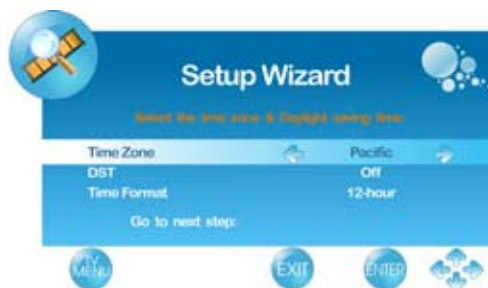 Setup Wizard
Select the time zone & Daylight saving time:
Time Zone Pacific
DST Off
Time Format 12-hour
Go to next step:
TV MENU EXIT ENTER